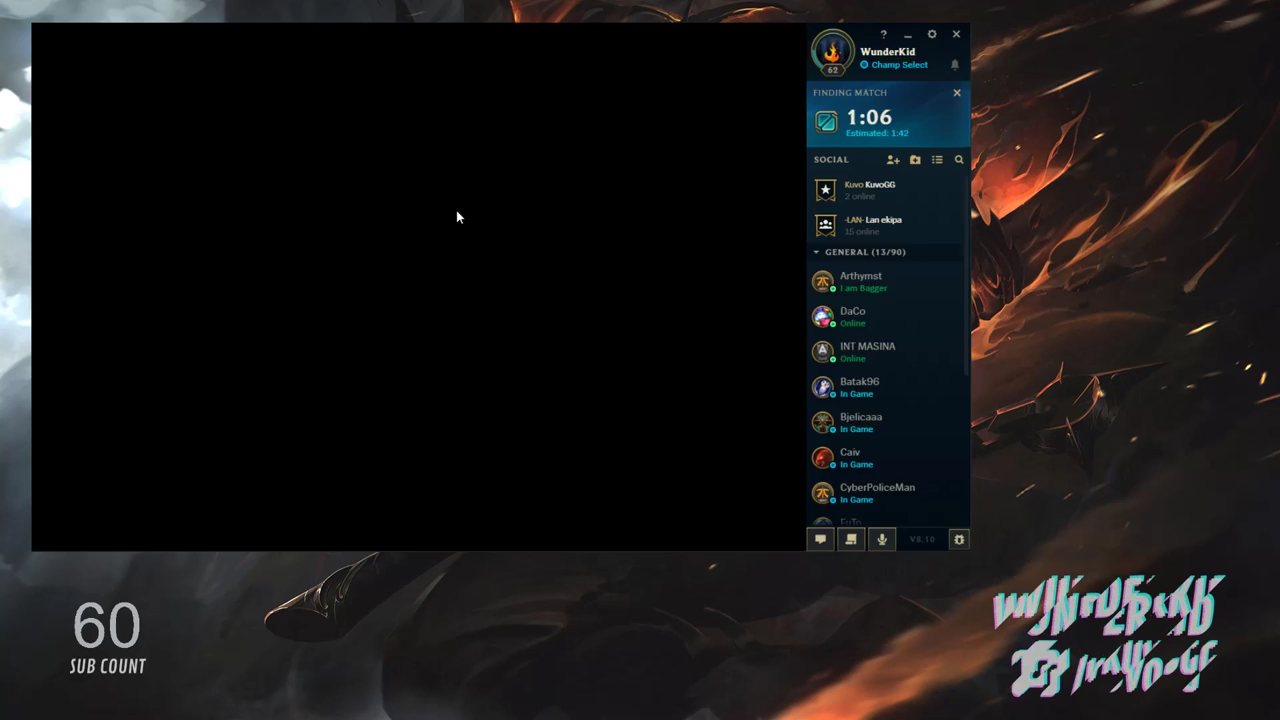 ?
WunderKid
62
Champ Select
FINDING MATCH
1:06
Estimated: 1:42
SOCIAL
Kuvo KuvoGG
2 online
-LAN- Lan ekipa
15 online
GENERAL (13/90)
Arthymst
I am Bagger
DaCo
Online
INT MASINA
Online
Batak96
In Game
Bjelicaaa
In Game
Caiv
In Game
CyberPoliceMan
In Game
V8.10
60
SUB COUNT